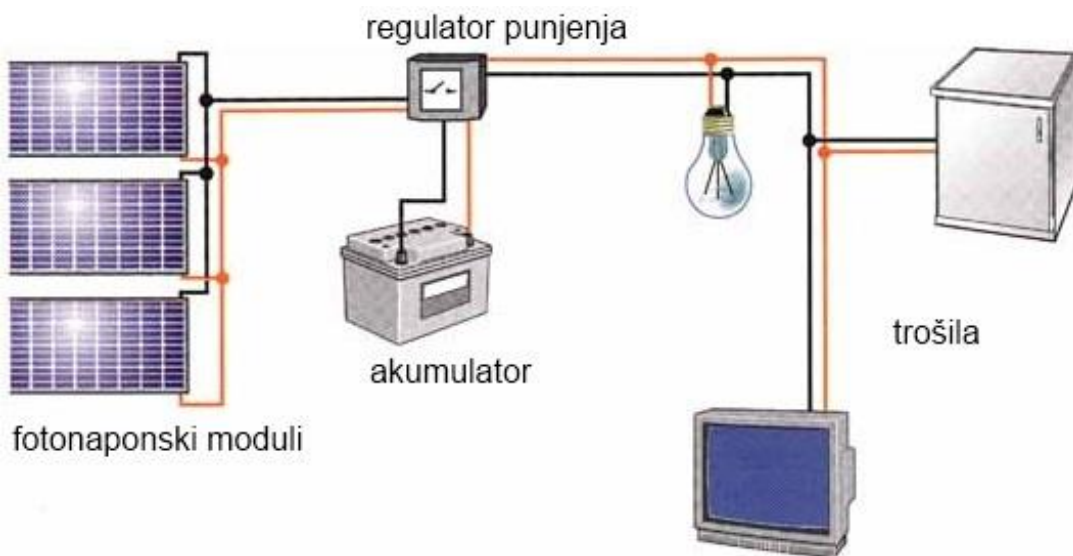 regulator punjenja
akumulator
trošila
fotonaponski moduli